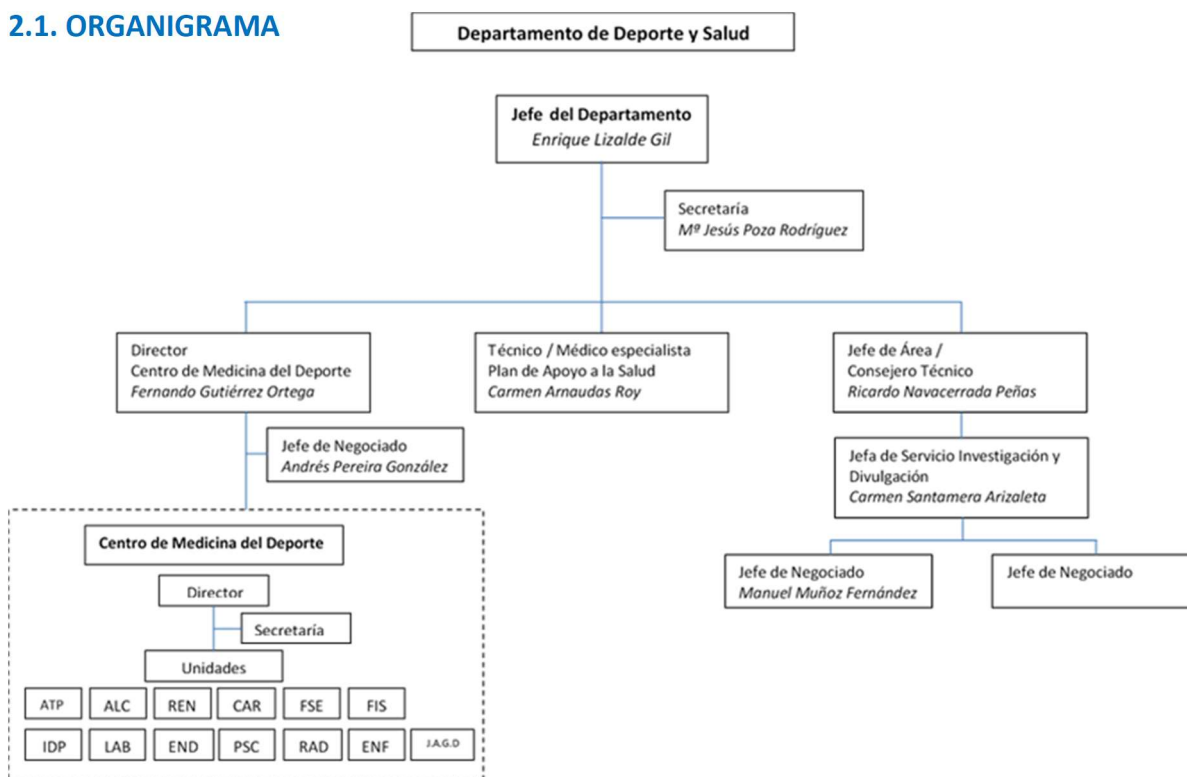 2.1. ORGANIGRAMA
Departamento de Deporte y Salud
Jefe del Departamento
Enrique Lizalde Gil
Secretaría
Mª Jesús Poza Rodríguez
Director
Centro de Medicina del Deporte
Fernando Gutiérrez Ortega
Técnico / Médico especialista
Plan de Apoyo a la Salud
Carmen Arnaudas Roy
Jefe de Área /
Consejero Técnico
Ricardo Navacerrada Peñas
Jefe de Negociado
Andrés Pereira González
Jefa de Servicio Investigación y
Divulgación
Carmen Santamera Arizaleta
Jefe de Negociado
Manuel Muñoz Fernández
Jefe de Negociado
Centro de Medicina del Deporte
Director
Secretaría
Unidades
ATP ALC REN CAR FSE FIS
IDP LAB END PSC RAD ENF J.A.G.D